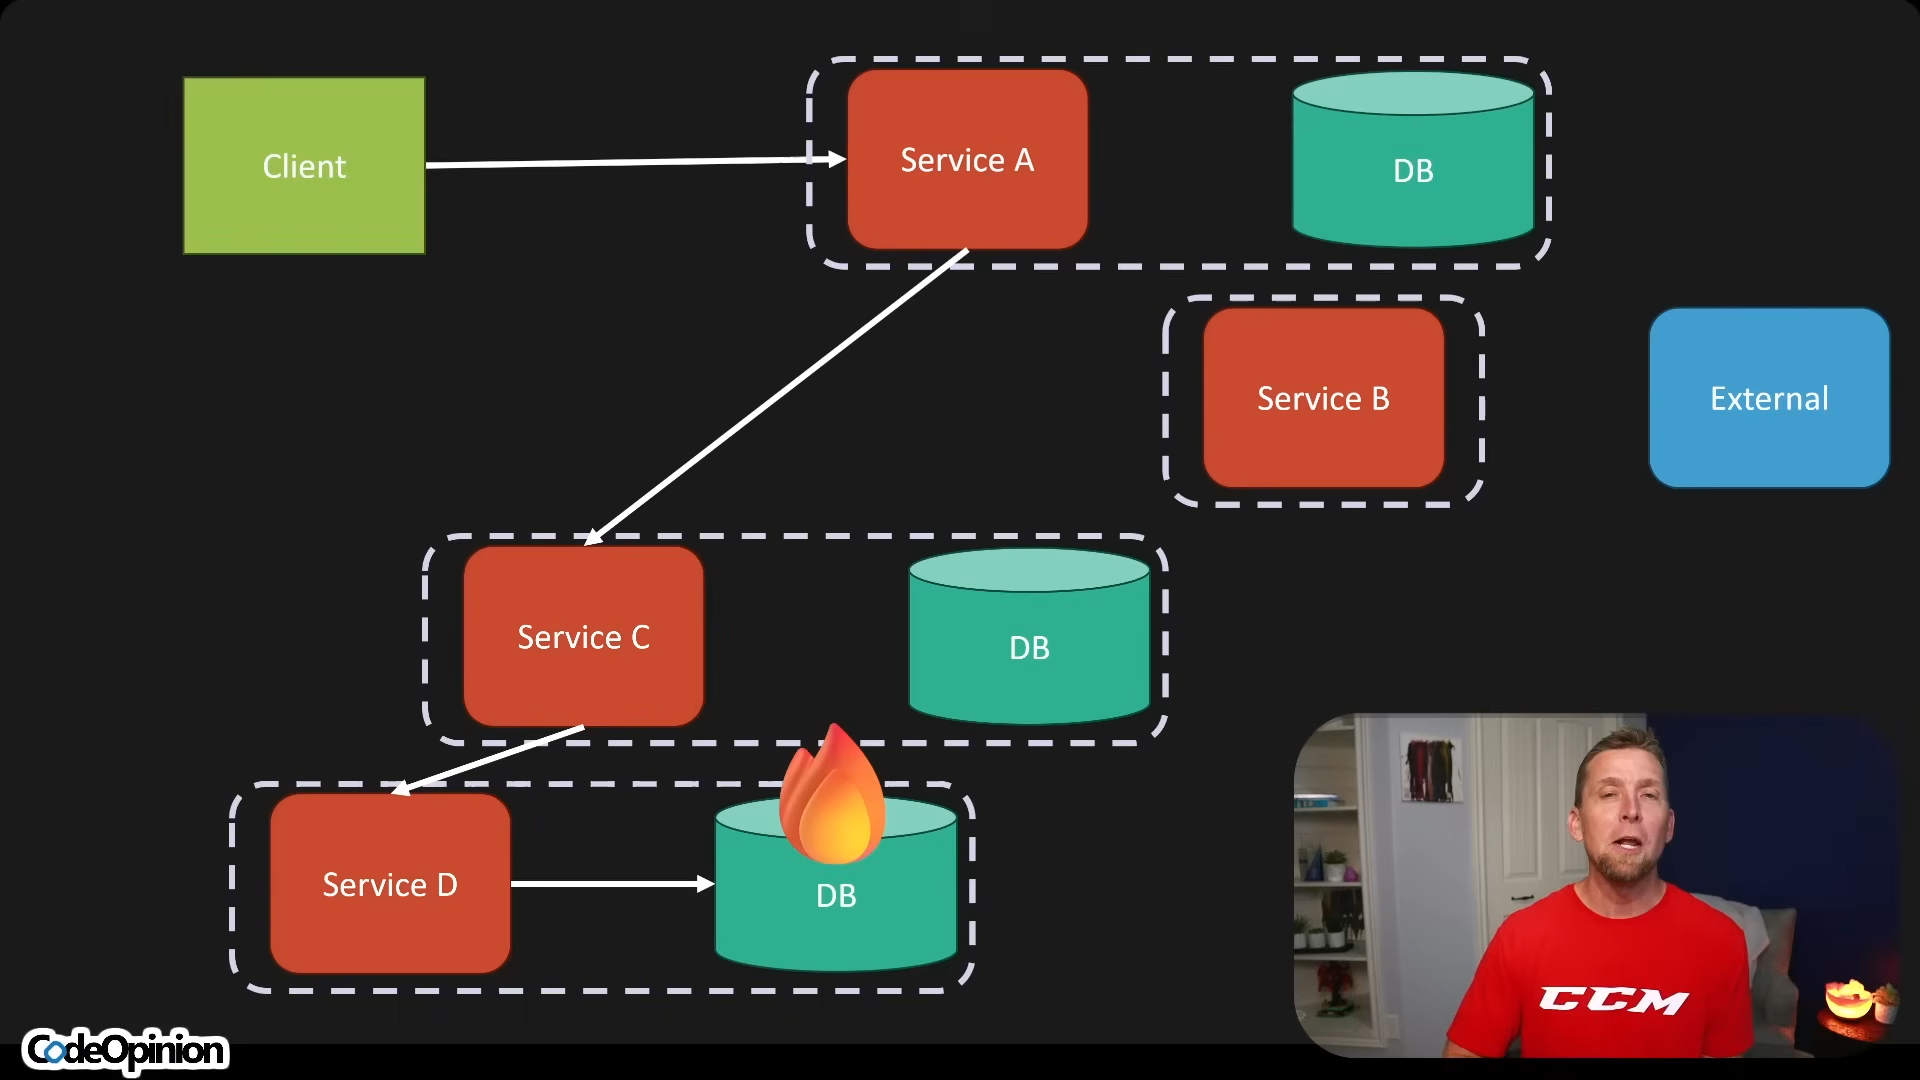 Client
Service A
DB
Service B
External
Service C
DB
Service D
DB
CCM
CodeOpinion